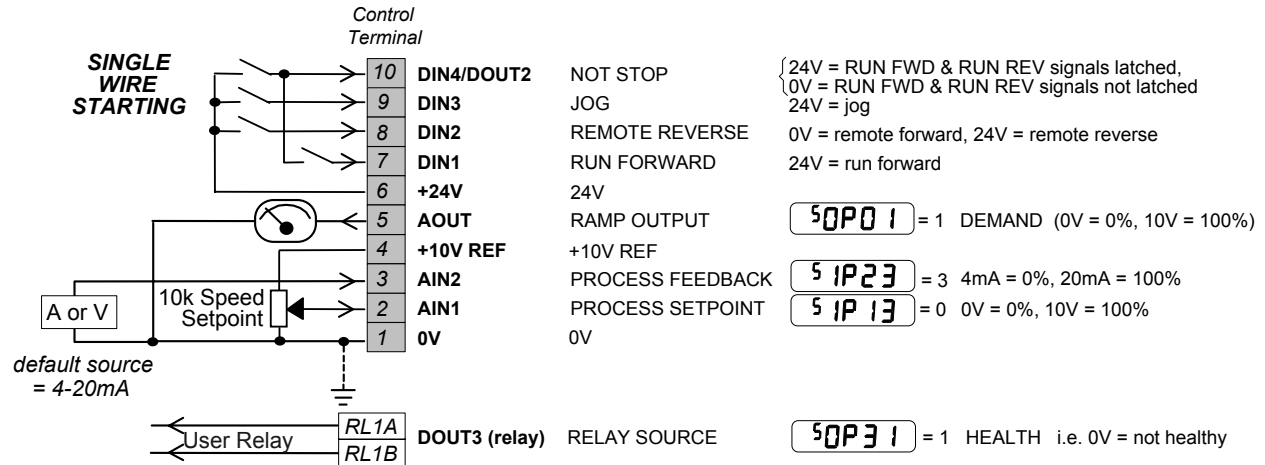 Control
Terminal
SINGLE
WIRE
STARTING
10 DIN4/DOUT2 NOT STOP 24V = RUN FWD & RUN REV signals latched,
0V = RUN FWD & RUN REV signals not latched
9 DIN3 JOG 24V = jog
8 DIN2 REMOTE REVERSE 0V = remote forward, 24V = remote reverse
7 DIN1 RUN FORWARD 24V = run forward
6 +24V 24V
5 AOUT RAMP OUTPUT SOP01 = 1 DEMAND (0V = 0%, 10V = 100%)
4 +10V REF +10V REF
3 AIN2 PROCESS FEEDBACK SIP23 = 3 4mA = 0%, 20mA = 100%
A or V
10k Speed
Setpoint
2 AIN1 PROCESS SETPOINT SIP13 = 0 0V = 0%, 10V = 100%
1 0V 0V
default source
= 4-20mA
User Relay
RL1A
RL1B
DOUT3 (relay) RELAY SOURCE SOP31 = 1 HEALTH i.e. 0V = not healthy